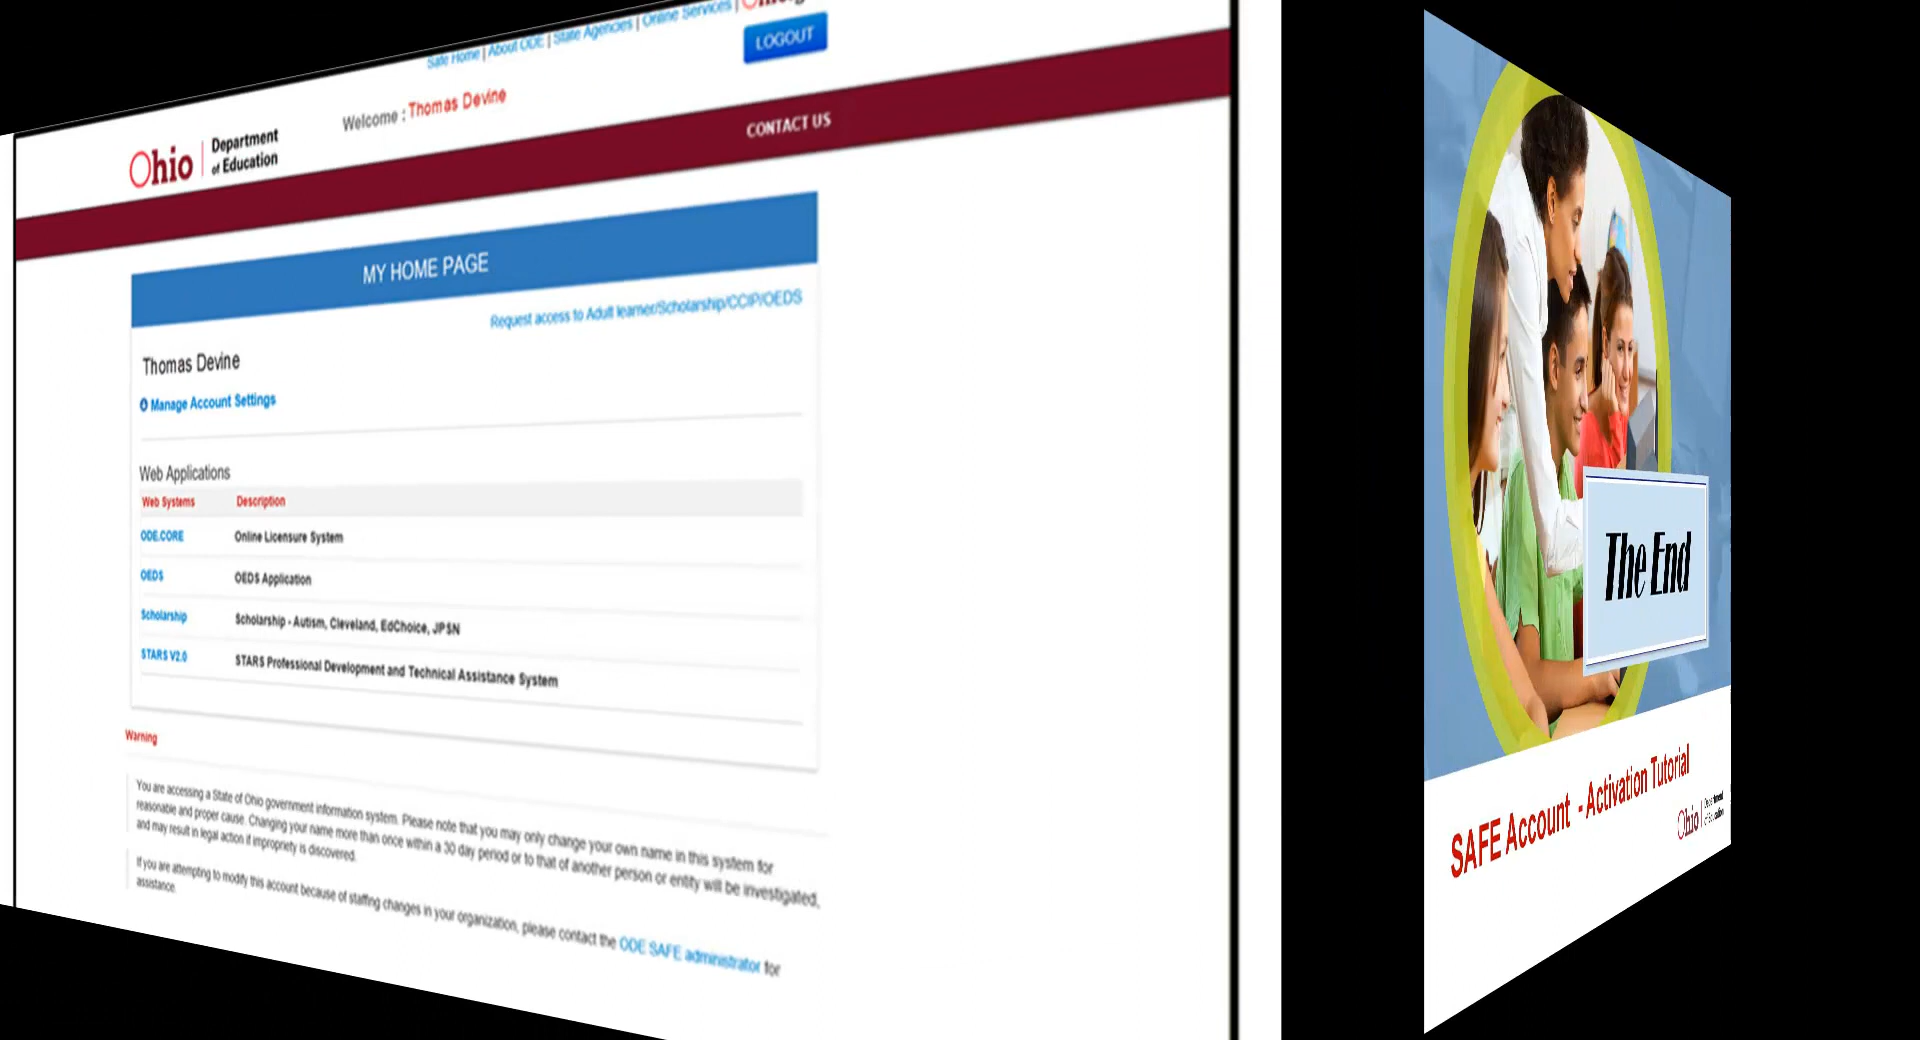 Safe Home | About ODE | State Agencies | Online Services |
LOGOUT
Welcome : Thomas Devine
Ohio | Department of Education
CONTACT US
MY HOME PAGE
Request access to Adult learner/Scholarship/CCIP/OEDS
Thomas Devine
Manage Account Settings
Web Applications
Web Systems Description
ODE.CORE Online Licensure System
OEDS OEDS Application
Scholarship Scholarship - Autism, Cleveland, EdChoice, JPSN
STARS V2.0 STARS Professional Development and Technical Assistance System
Warning
You are accessing a State of Ohio government information system. Please note that you may only change your own name in this system for
reasonable and proper cause. Changing your name more than once within a 30 day period or to that of another person or entity will be investigated,
and may result in legal action if impropriety is discovered.
If you are attempting to modify this account because of staffing changes in your organization, please contact the ODE SAFE administrator for
assistance.
The End
SAFE Account - Activation Tutorial
Ohio | Department of Education